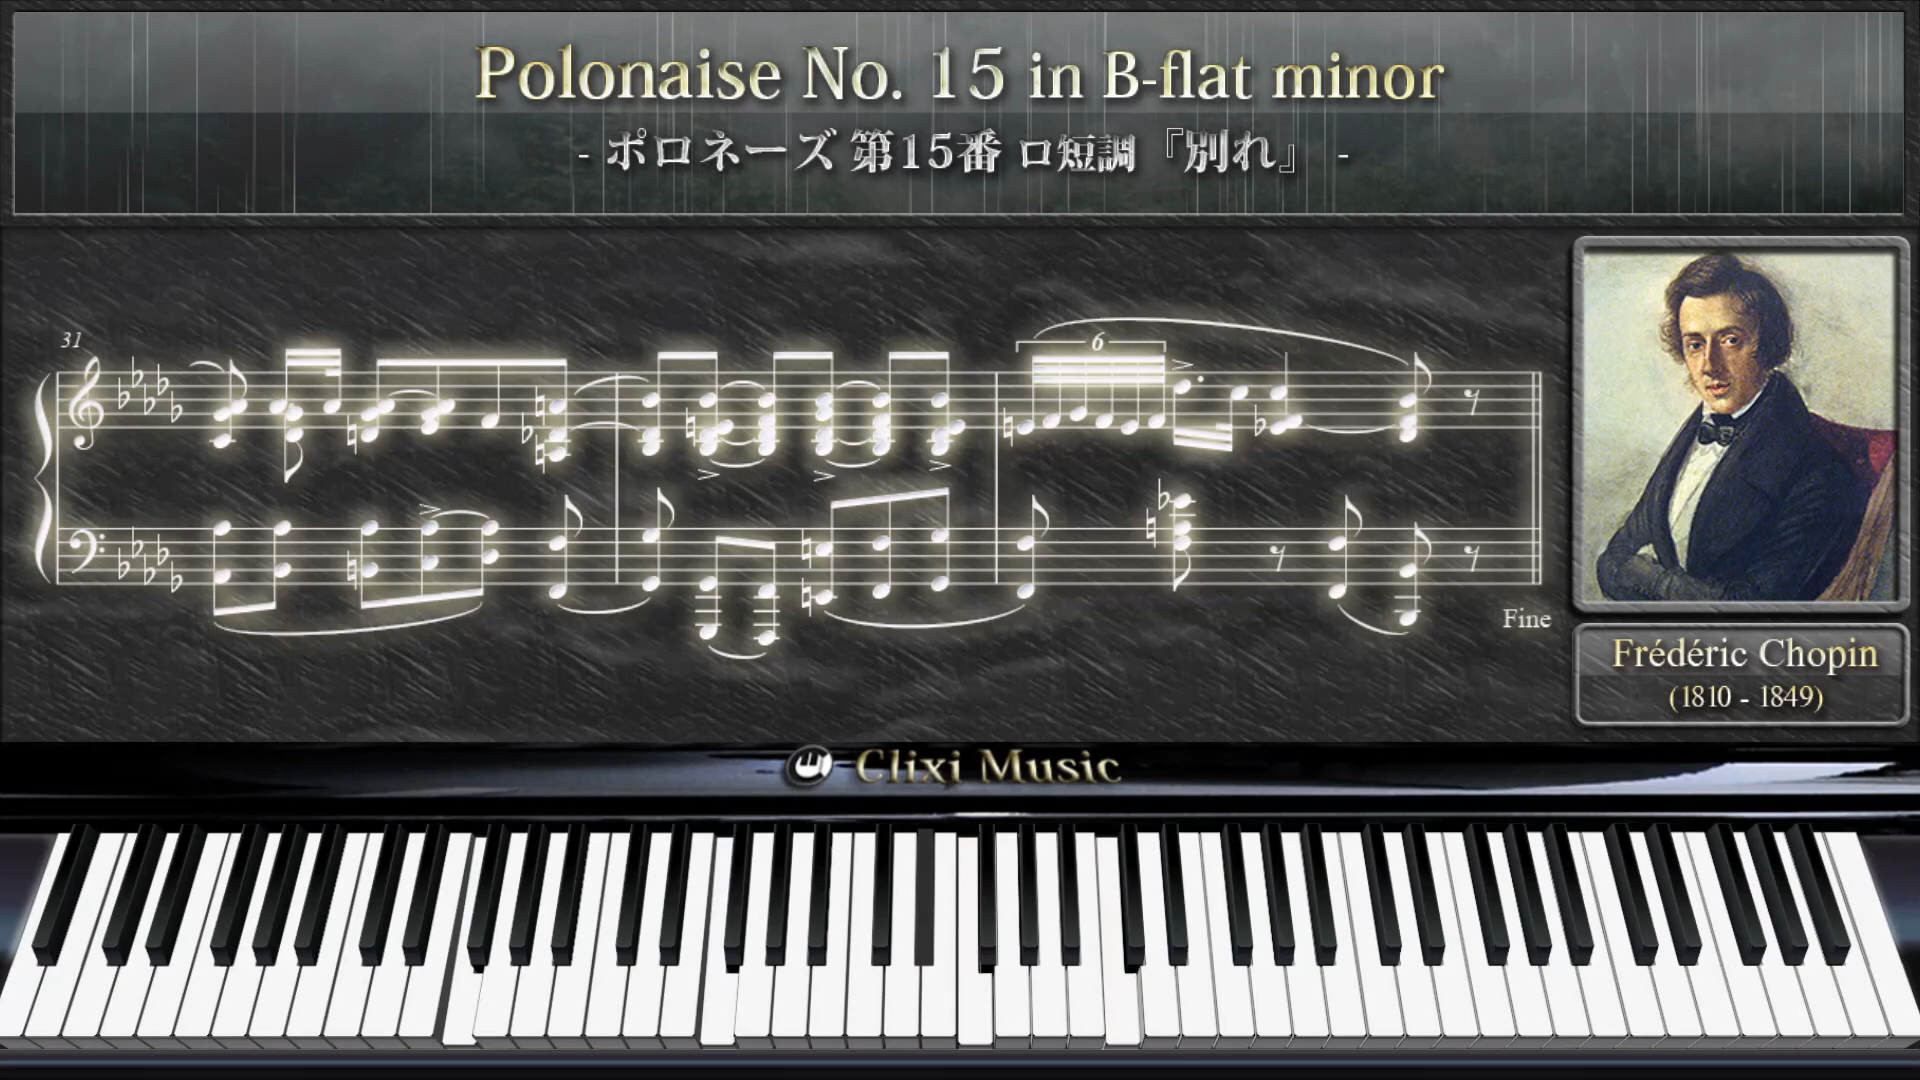 Polonaise No. 15 in B-flat minor
- ポロネーズ 第15番 ロ短調『別れ』 -
31
6
Fine
Frédéric Chopin
(1810 - 1849)
Clixi Music